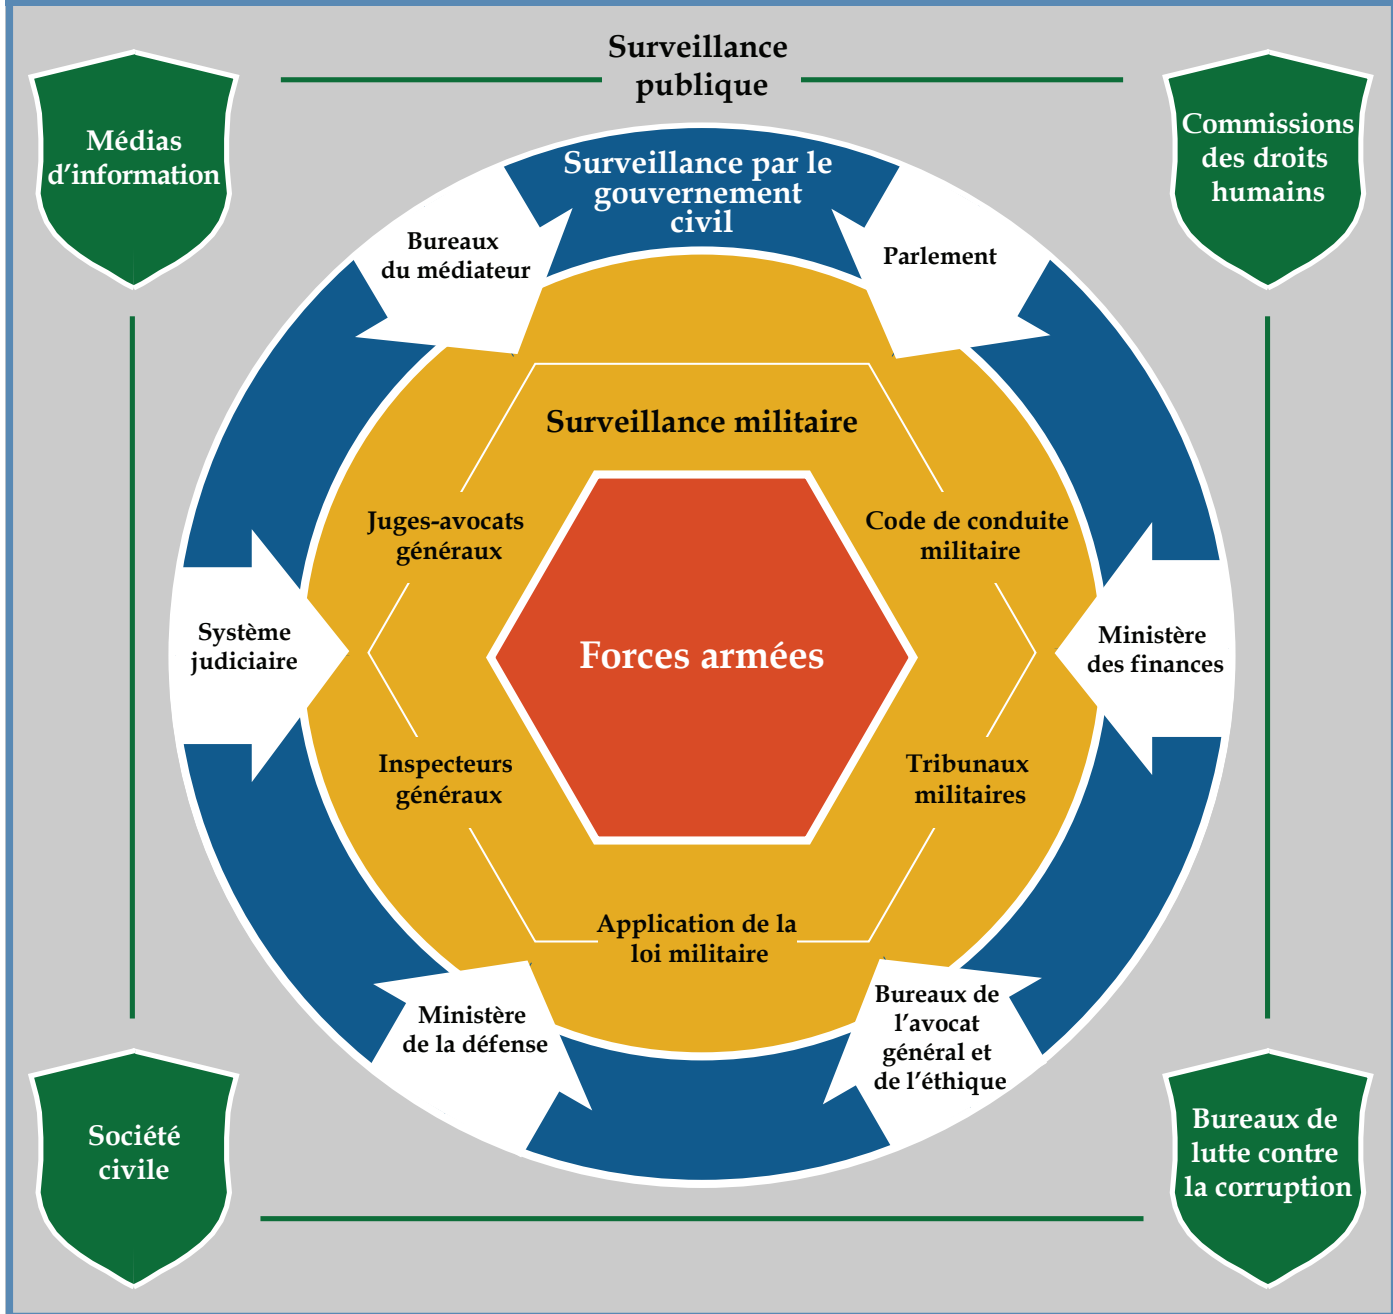 Surveillance
publique
Médias
d’information
Commissions
des droits
humains
Surveillance par le
gouvernement
civil
Bureaux
du médiateur
Parlement
Surveillance militaire
Juges-avocats
généraux
Code de conduite
militaire
Système
judiciaire
Forces armées
Ministère
des finances
Inspecteurs
généraux
Tribunaux
militaires
Application de la
loi militaire
Ministère
de la défense
Bureaux de
l’avocat
général et
de l’éthique
Société
civile
Bureaux de
lutte contre
la corruption